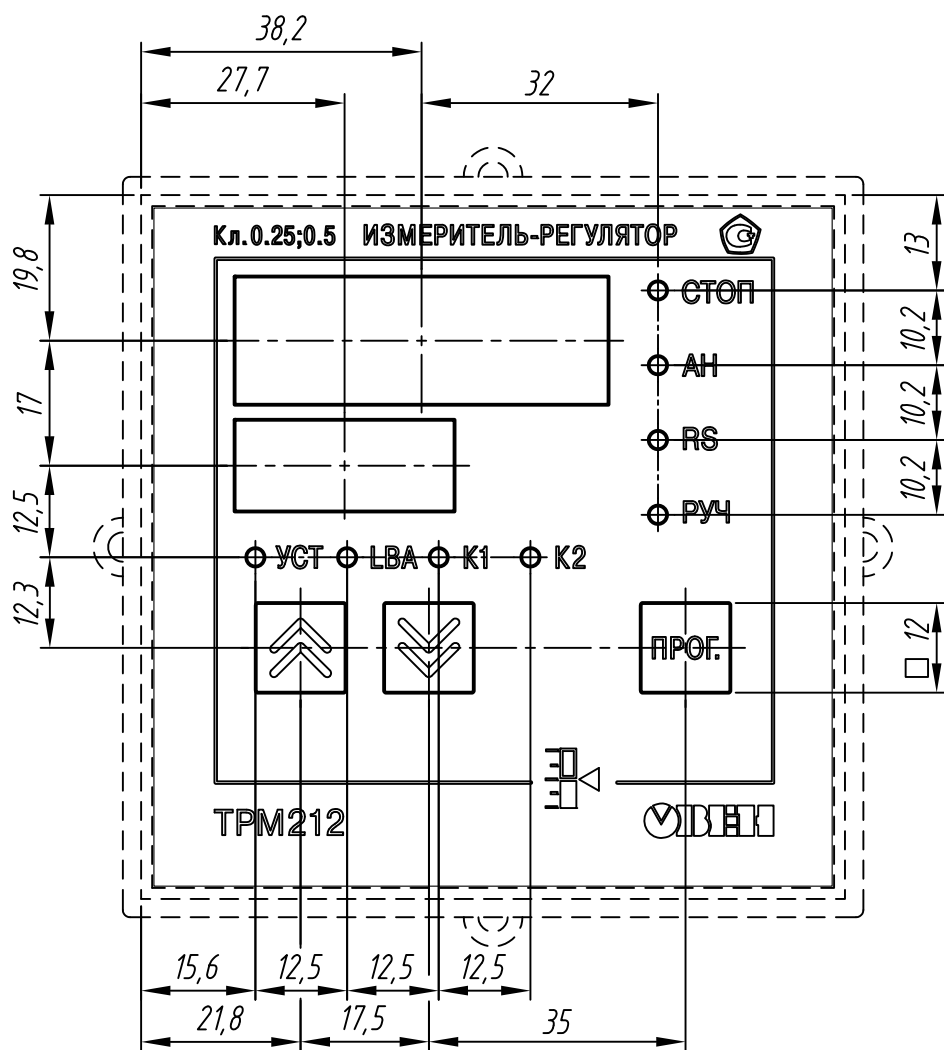 38,2
27,7 32
Кл.0.25;0.5 ИЗМЕРИТЕЛЬ-РЕГУЛЯТОР
19,8
13
СТОП
10,2
АН
17
10,2
RS
10,2
12,5
РУЧ
УСТ LBA К1 К2
12,3
ПРОГ.
□ 12
ТРМ212 ОВЕН
15,6 12,5 12,5 12,5
21,8 17,5 35